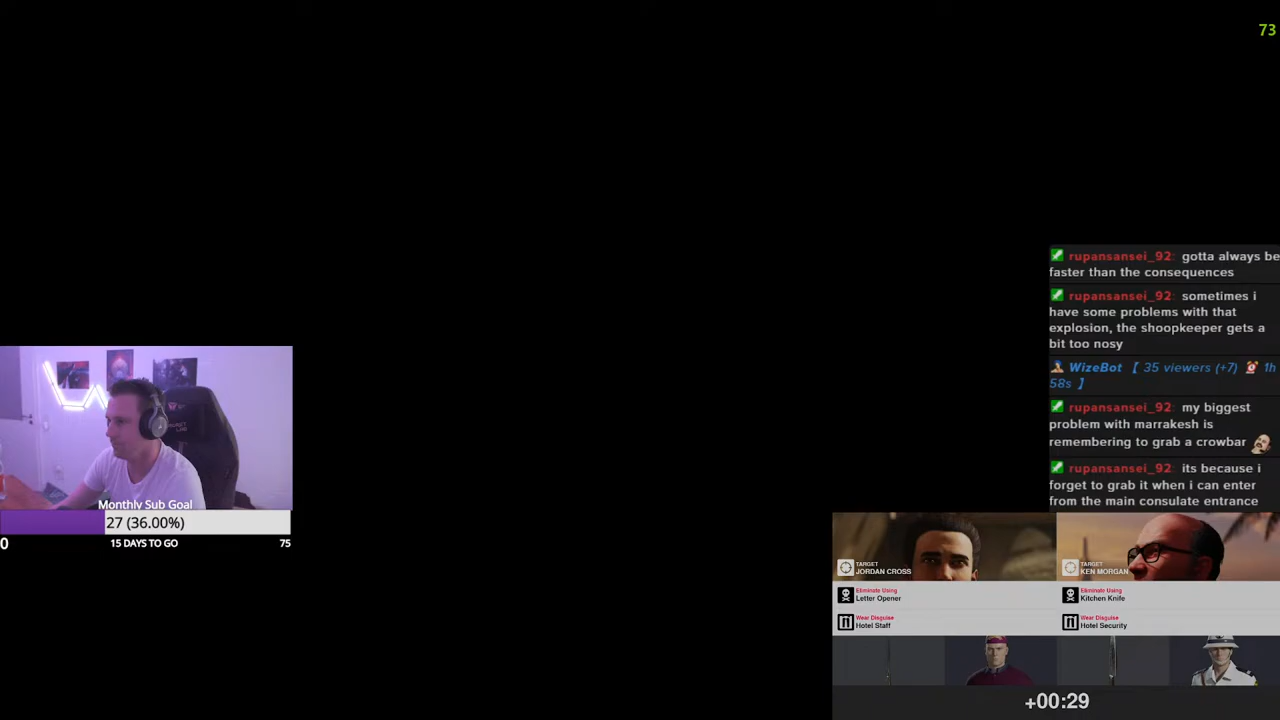 73
rupansansei_92: gotta always be
faster than the consequences
rupansansei_92: sometimes i
have some problems with that
explosion, the shoopkeeper gets a
bit too nosy
WizeBot 【 35 viewers (+7) ⏰ 1h
58s 】
rupansansei_92: my biggest
problem with marrakesh is
remembering to grab a crowbar
rupansansei_92: its because i
forget to grab it when i can enter
from the main consulate entrance
Monthly Sub Goal
27 (36.00%)
0 15 DAYS TO GO 75
TARGET
JORDAN CROSS
Eliminate Using
Letter Opener
Wear Disguise
Hotel Staff
TARGET
KEN MORGAN
Eliminate Using
Kitchen Knife
Wear Disguise
Hotel Security
+00:29